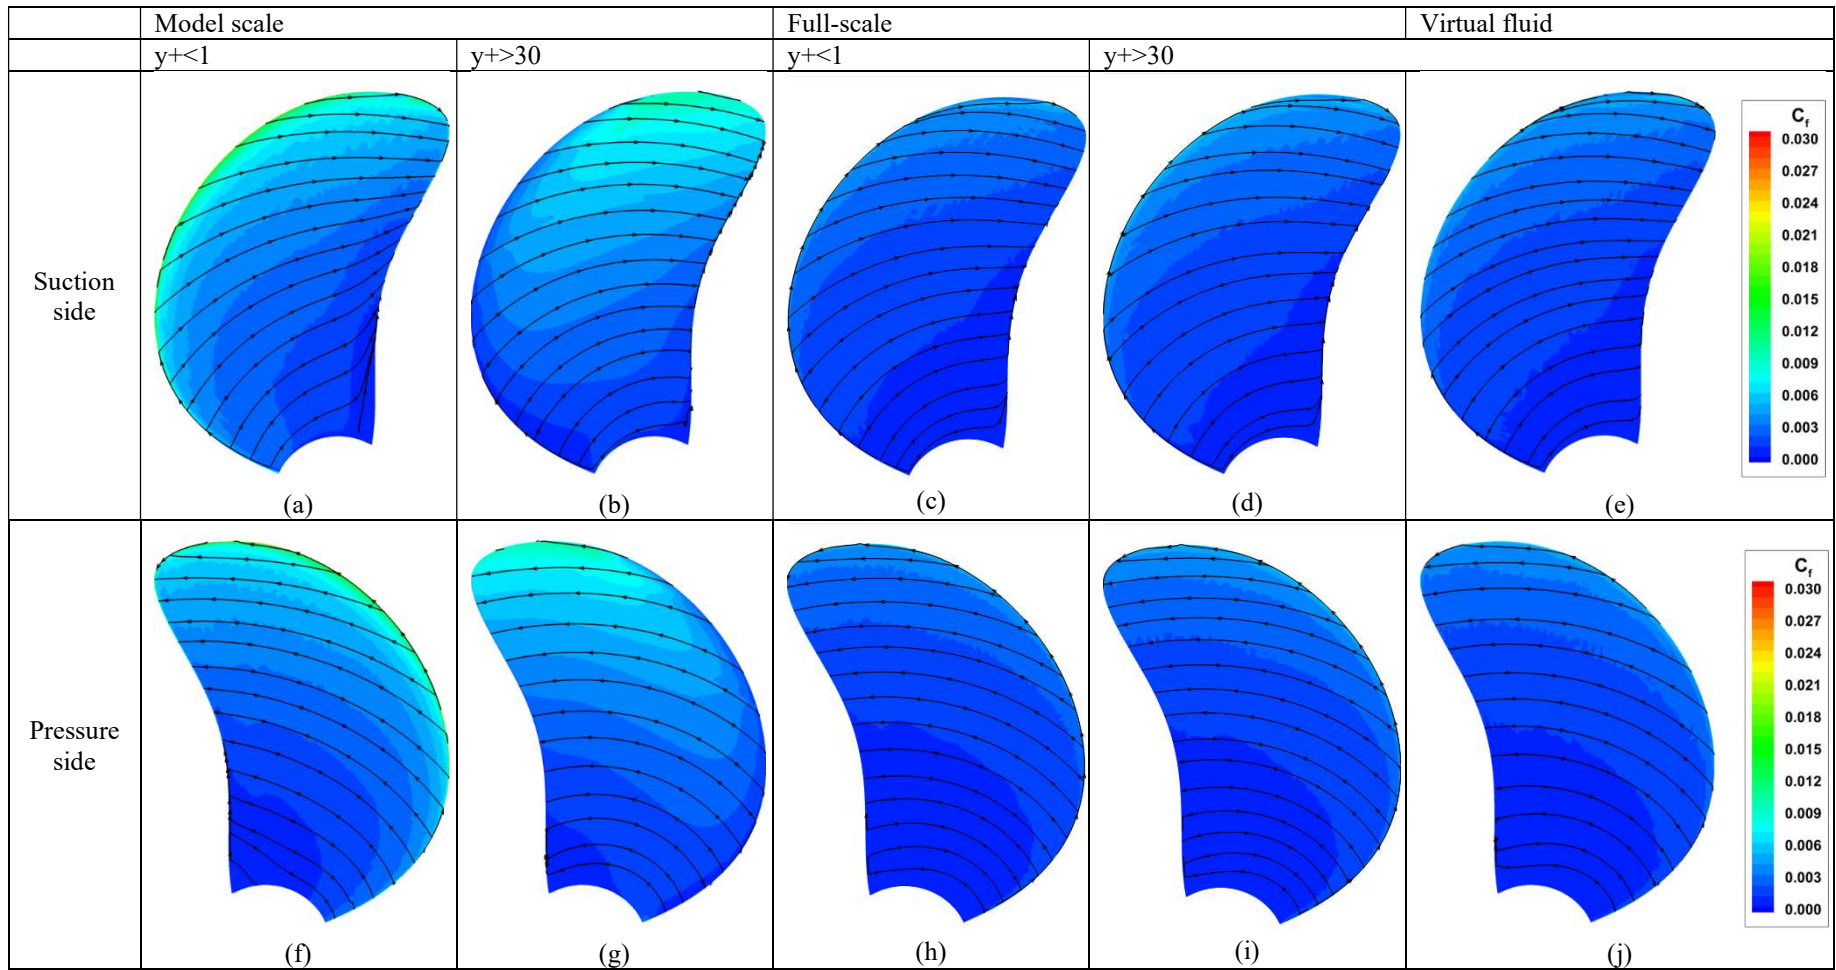 Model scale Full-scale Virtual fluid
y+<1 y+>30 y+<1 y+>30
Suction
side
Cf
0.030
0.027
0.024
0.021
0.018
0.015
0.012
0.009
0.006
0.003
0.000
(a) (b) (c) (d) (e)
Pressure
side
Cf
0.030
0.027
0.024
0.021
0.018
0.015
0.012
0.009
0.006
0.003
0.000
(f) (g) (h) (i) (j)